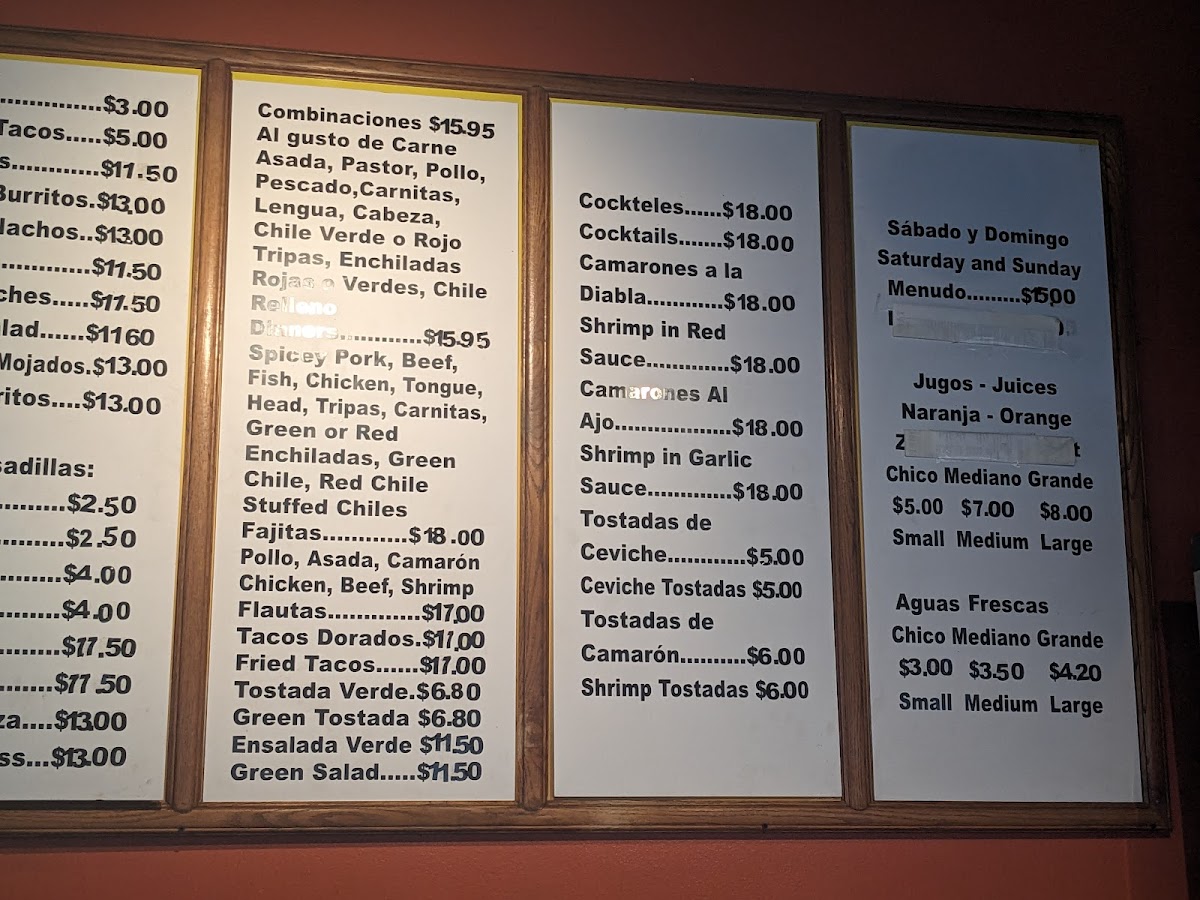 $3.00
Tacos.....$5.00
s............$11.50
Burritos.$13.00
Nachos..$13.00
.............$11.50
ches......$11.50
lad......$11 60
Mojados.$13.00
ritos....$13.00
sadillas:
..........$2.50
..........$2.50
..........$4.00
..........$4.00
.........$17.50
........$17.50
za....$13.00
ss...$13.00
Combinaciones $15.95
Al gusto de Carne
Asada, Pastor, Pollo,
Pescado,Carnitas,
Lengua, Cabeza,
Chile Verde o Rojo
Tripas, Enchiladas
Rojas o Verdes, Chile
Relleno
Dinners............$15.95
Spicey Pork, Beef,
Fish, Chicken, Tongue,
Head, Tripas, Carnitas,
Green or Red
Enchiladas, Green
Chile, Red Chile
Stuffed Chiles
Fajitas............$18.00
Pollo, Asada, Camarón
Chicken, Beef, Shrimp
Flautas.............$17.00
Tacos Dorados.$17.00
Fried Tacos......$17.00
Tostada Verde.$6.80
Green Tostada $6.80
Ensalada Verde $11.50
Green Salad.....$11.50
Cockteles......$18.00
Cocktails.......$18.00
Camarones a la
Diabla............$18.00
Shrimp in Red
Sauce.............$18.00
Camarones Al
Ajo..................$18.00
Shrimp in Garlic
Sauce.............$18.00
Tostadas de
Ceviche............$5.00
Ceviche Tostadas $5.00
Tostadas de
Camarón..........$6.00
Shrimp Tostadas $6.00
Sábado y Domingo
Saturday and Sunday
Menudo..........$15.00
Jugos - Juices
Naranja - Orange
Chico Mediano Grande
$5.00 $7.00 $8.00
Small Medium Large
Aguas Frescas
Chico Mediano Grande
$3.00 $3.50 $4.20
Small Medium Large